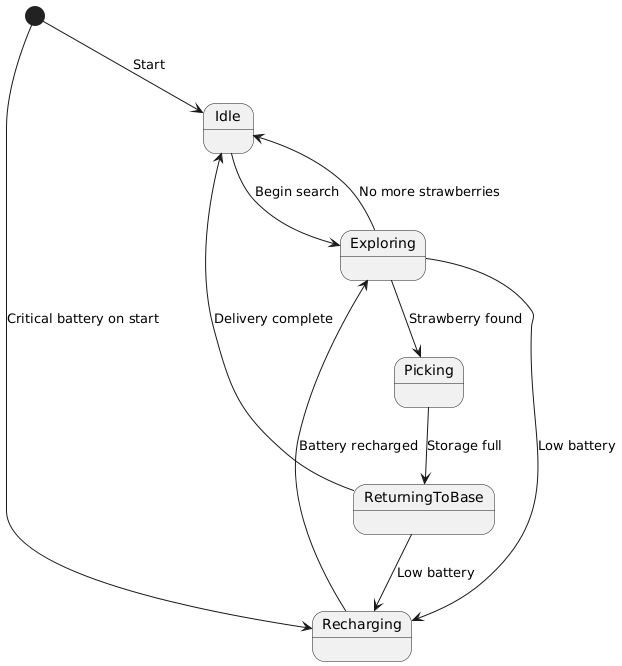 Start
Idle
Begin search
No more strawberries
Exploring
Critical battery on start
Delivery complete
Strawberry found
Picking
Battery recharged
Storage full
Low battery
ReturningToBase
Low battery
Recharging